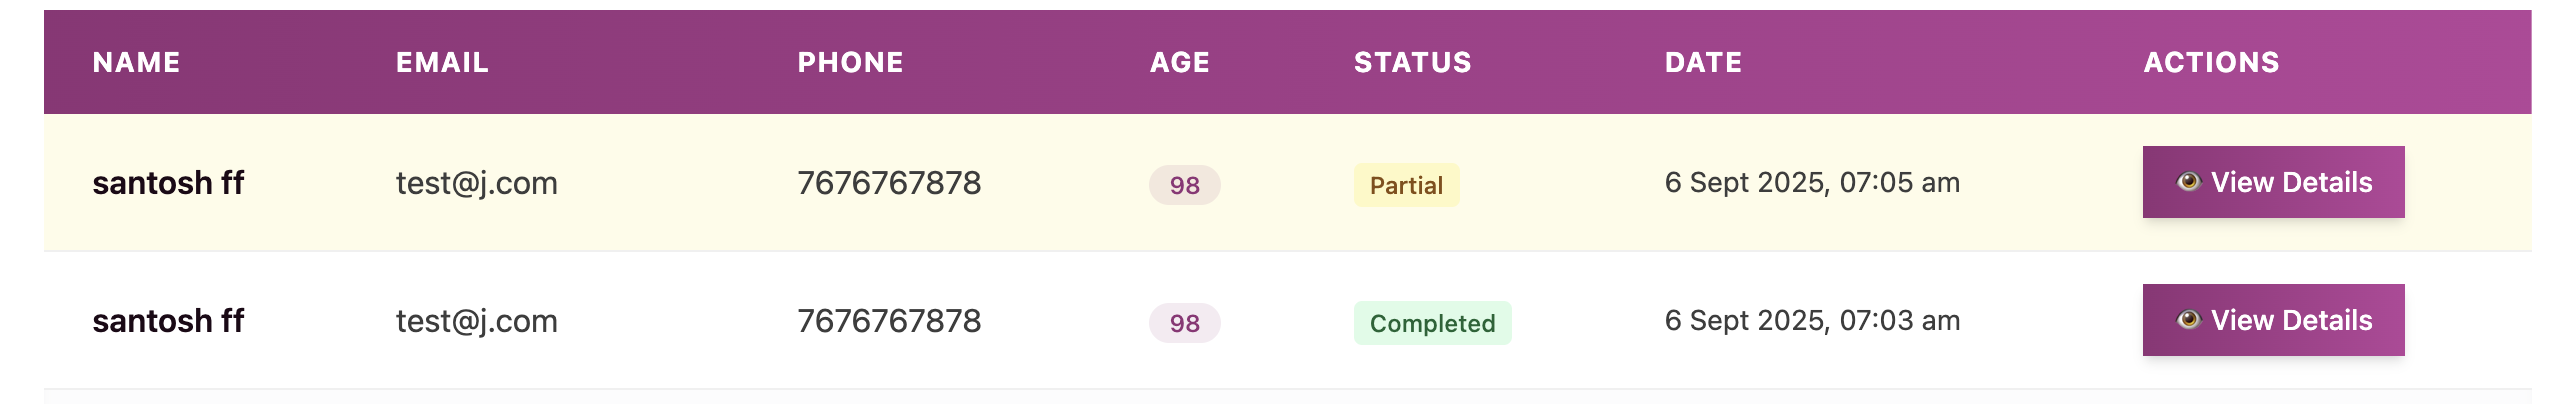 NAME EMAIL PHONE AGE STATUS DATE ACTIONS
santosh ff test@j.com 7676767878 98 Partial 6 Sept 2025, 07:05 am 👁️ View Details
santosh ff test@j.com 7676767878 98 Completed 6 Sept 2025, 07:03 am 👁️ View Details